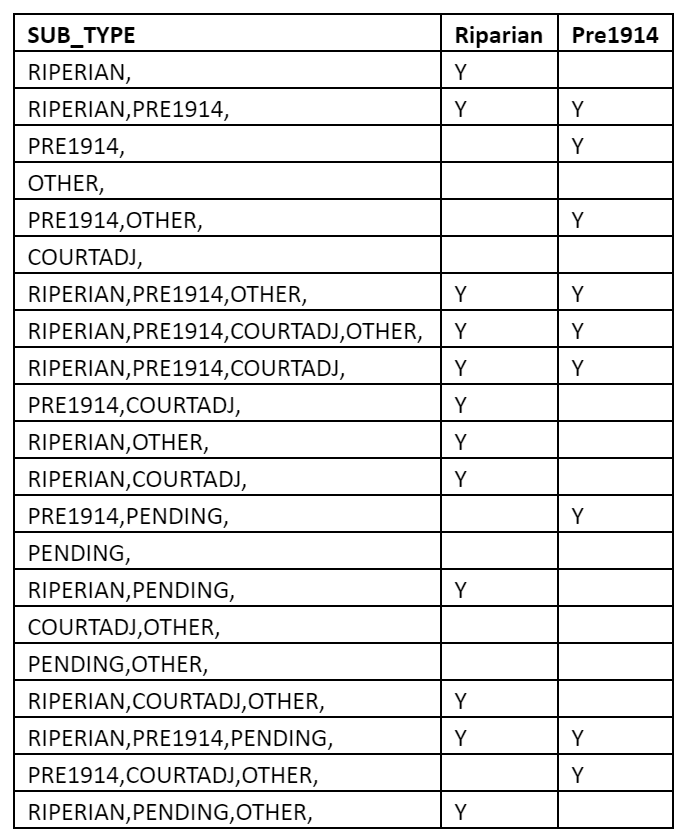 SUB_TYPE Riparian Pre1914
RIPERIAN, Y
RIPERIAN,PRE1914, Y Y
PRE1914, Y
OTHER,
PRE1914,OTHER, Y
COURTADJ,
RIPERIAN,PRE1914,OTHER, Y Y
RIPERIAN,PRE1914,COURTADJ,OTHER, Y Y
RIPERIAN,PRE1914,COURTADJ, Y Y
PRE1914,COURTADJ, Y
RIPERIAN,OTHER, Y
RIPERIAN,COURTADJ, Y
PRE1914,PENDING, Y
PENDING,
RIPERIAN,PENDING, Y
COURTADJ,OTHER,
PENDING,OTHER,
RIPERIAN,COURTADJ,OTHER, Y
RIPERIAN,PRE1914,PENDING, Y Y
PRE1914,COURTADJ,OTHER, Y
RIPERIAN,PENDING,OTHER, Y